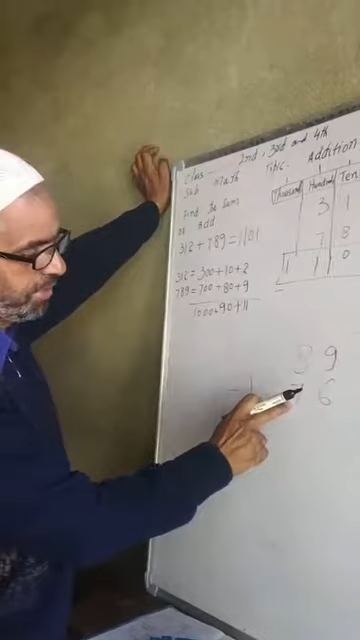 Class 2nd, 3rd and 4th
Sub Math Topic Addition
Find the sum
or add
312 + 789 = 1101
312 = 300+10+2
789 = 700+80+9
1000+90+11
Thousand Hundred Ten
3 1
7 8
1 1 0
39
+ 76